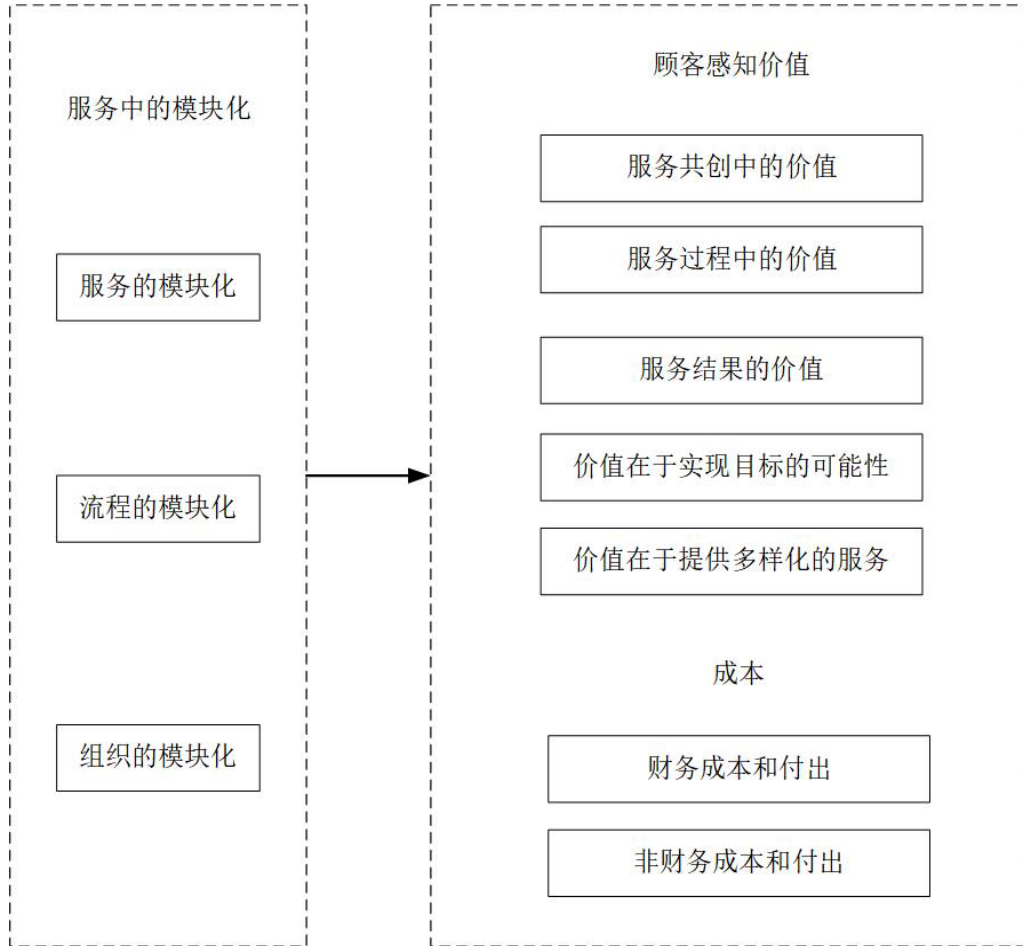 服务中的模块化
服务的模块化
流程的模块化
组织的模块化
顾客感知价值
服务共创中的价值
服务过程中的价值
服务结果的价值
价值在于实现目标的可能性
价值在于提供多样化的服务
成本
财务成本和付出
非财务成本和付出